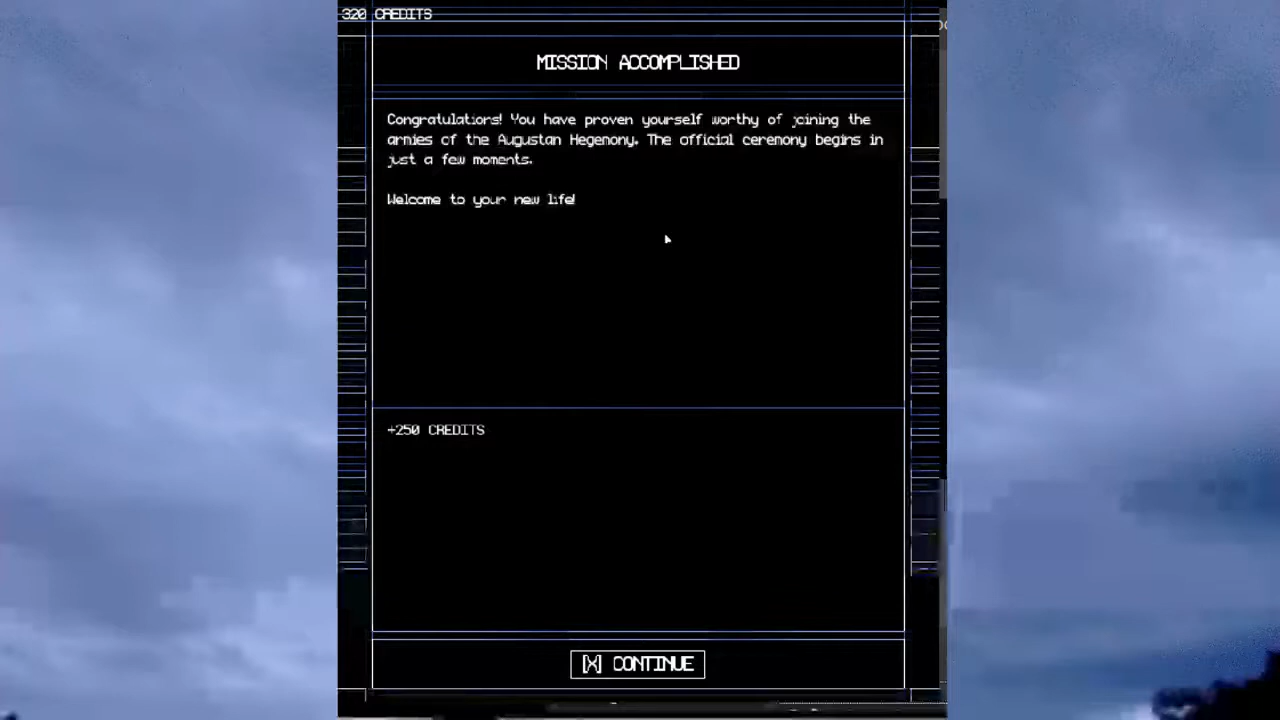 320 CREDITS
MISSION ACCOMPLISHED
Congratulations! You have proven yourself worthy of joining the
armies of the Augustan Hegemony. The official ceremony begins in
just a few moments.
Welcome to your new life!
+250 CREDITS
[X] CONTINUE